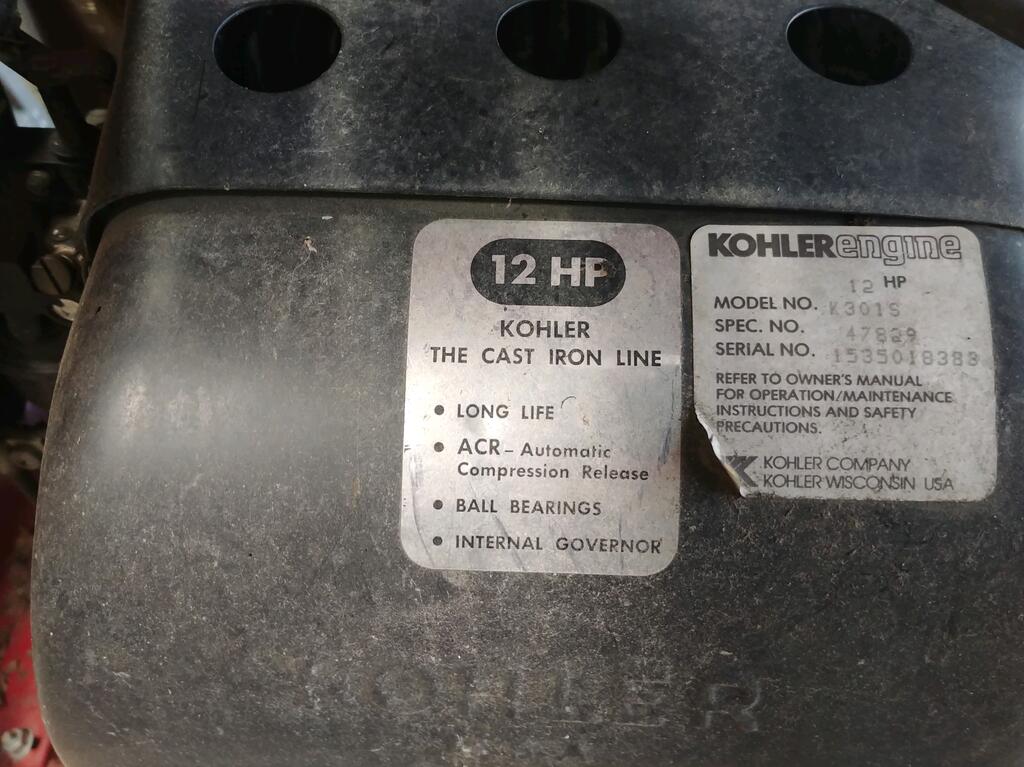 12 HP
KOHLER
THE CAST IRON LINE
• LONG LIFE
• ACR - Automatic
Compression Release
• BALL BEARINGS
• INTERNAL GOVERNOR
KOHLERengine
12 HP
MODEL NO. K301S
SPEC. NO. 47829
SERIAL NO. 1535018383
REFER TO OWNER'S MANUAL
FOR OPERATION/MAINTENANCE
INSTRUCTIONS AND SAFETY
PRECAUTIONS.
KOHLER COMPANY
KOHLER WISCONSIN USA
KOHLER